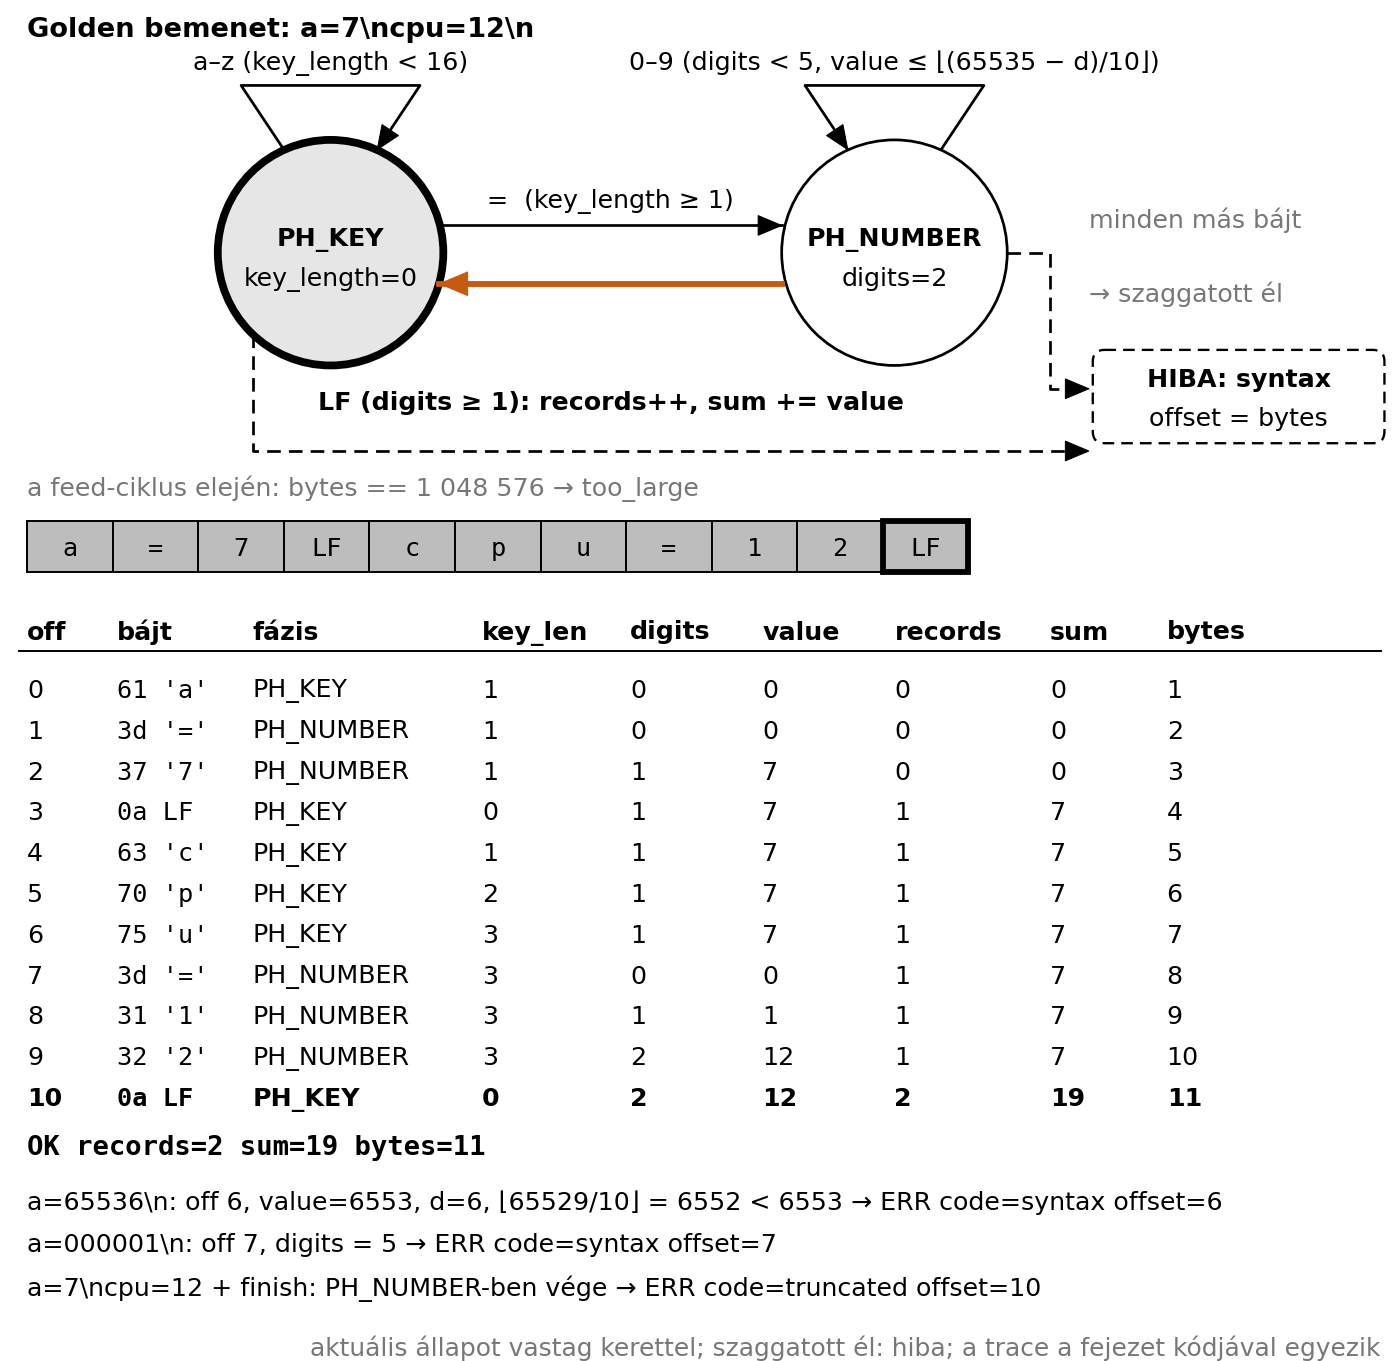 Golden bemenet: a=7\ncpu=12\n
a–z (key_length < 16)
0–9 (digits < 5, value ≤ ⌊(65535 − d)/10⌋)
= (key_length ≥ 1)
PH_KEY
key_length=0
PH_NUMBER
digits=2
minden más bájt
→ szaggatott él
HIBA: syntax
offset = bytes
LF (digits ≥ 1): records++, sum += value
a feed-ciklus elején: bytes == 1 048 576 → too_large
a = 7 LF c p u = 1 2 LF
off bájt fázis key_len digits value records sum bytes
0 61 'a' PH_KEY 1 0 0 0 0 1
1 3d '=' PH_NUMBER 1 0 0 0 0 2
2 37 '7' PH_NUMBER 1 1 7 0 0 3
3 0a LF PH_KEY 0 1 7 1 7 4
4 63 'c' PH_KEY 1 1 7 1 7 5
5 70 'p' PH_KEY 2 1 7 1 7 6
6 75 'u' PH_KEY 3 1 7 1 7 7
7 3d '=' PH_NUMBER 3 0 0 1 7 8
8 31 '1' PH_NUMBER 3 1 1 1 7 9
9 32 '2' PH_NUMBER 3 2 12 1 7 10
10 0a LF PH_KEY 0 2 12 2 19 11
OK records=2 sum=19 bytes=11
a=65536\n: off 6, value=6553, d=6, ⌊65529/10⌋ = 6552 < 6553 → ERR code=syntax offset=6
a=000001\n: off 7, digits = 5 → ERR code=syntax offset=7
a=7\ncpu=12 + finish: PH_NUMBER-ben vége → ERR code=truncated offset=10
aktuális állapot vastag kerettel; szaggatott él: hiba; a trace a fejezet kódjával egyezik